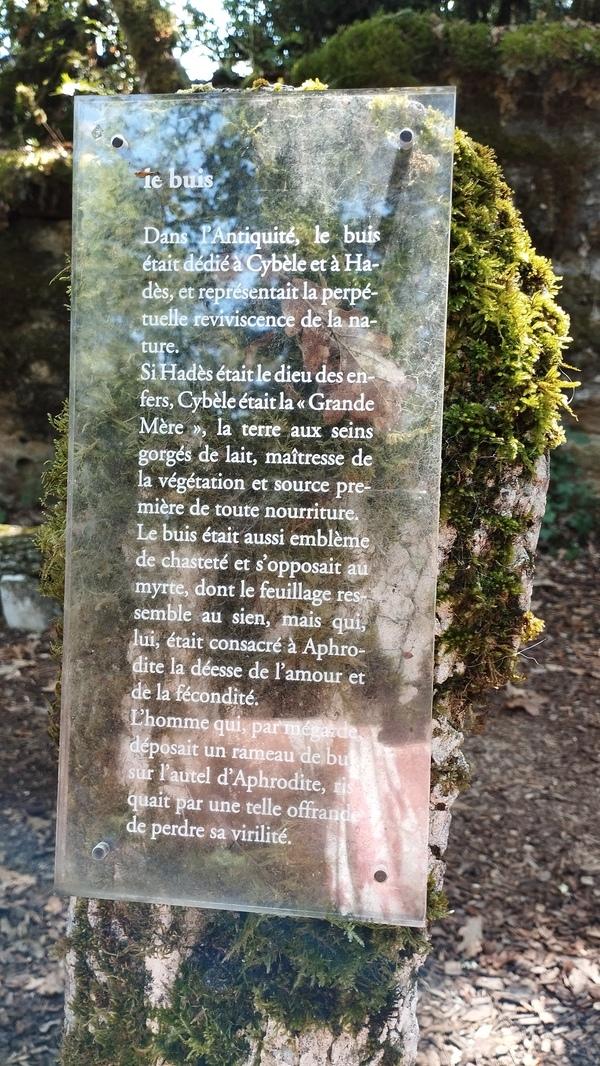 le buis
Dans l'Antiquité, le buis
était dédié à Cybèle et à Ha-
dès, et représentait la perpé-
tuelle reviviscence de la na-
ture.
Si Hadès était le dieu des en-
fers, Cybèle était la « Grande
Mère », la terre aux seins
gorgés de lait, maîtresse de
la végétation et source pre-
mière de toute nourriture.
Le buis était aussi emblème
de chasteté et s'opposait au
myrte, dont le feuillage res-
semble au sien, mais qui,
lui, était consacré à Aphro-
dite la déesse de l'amour et
de la fécondité.
L'homme qui, par mégarde,
déposait un rameau de buis
sur l'autel d'Aphrodite, ris-
quait par une telle offrande
de perdre sa virilité.